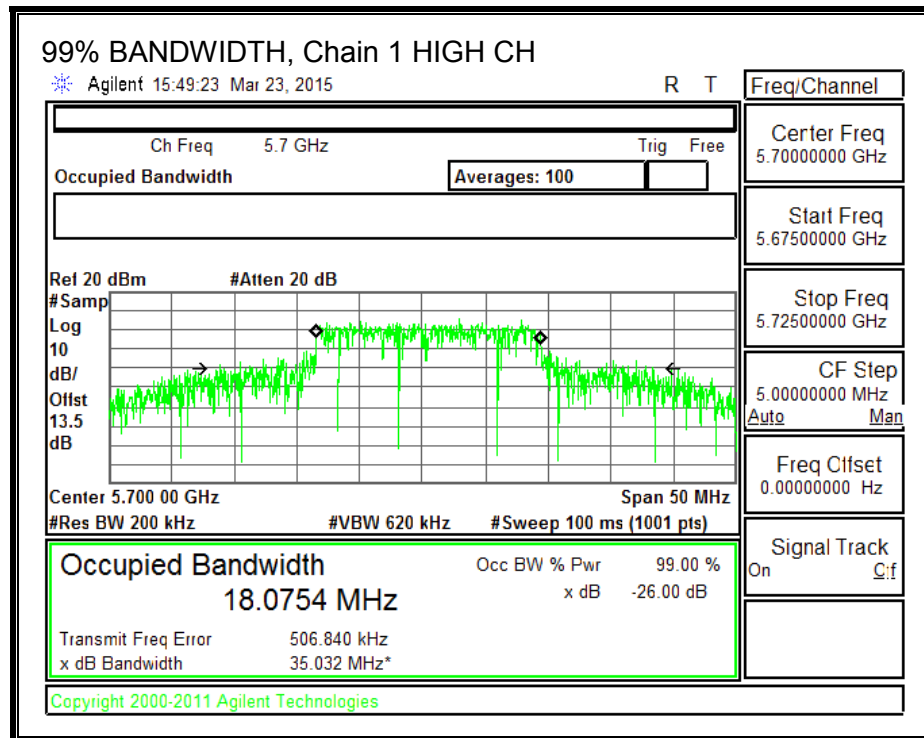 99% BANDWIDTH, Chain 1 HIGH CH
Agilent 15:49:23 Mar 23, 2015 R T
Freq/Channel
Ch Freq 5.7 GHz Trig Free
Occupied Bandwidth Averages: 100
Center Freq
5.70000000 GHz
Start Freq
5.67500000 GHz
Stop Freq
5.72500000 GHz
CF Step
5.00000000 MHz
Auto Man
Freq Offset
0.00000000 Hz
Signal Track
On Off
Ref 20 dBm #Atten 20 dB
#Samp
Log
10
dB/
Offst
13.5
dB
Center 5.700 00 GHz Span 50 MHz
#Res BW 200 kHz #VBW 620 kHz #Sweep 100 ms (1001 pts)
Occupied Bandwidth
18.0754 MHz
Occ BW % Pwr 99.00 %
x dB -26.00 dB
Transmit Freq Error 506.840 kHz
x dB Bandwidth 35.032 MHz*
Copyright 2000-2011 Agilent Technologies